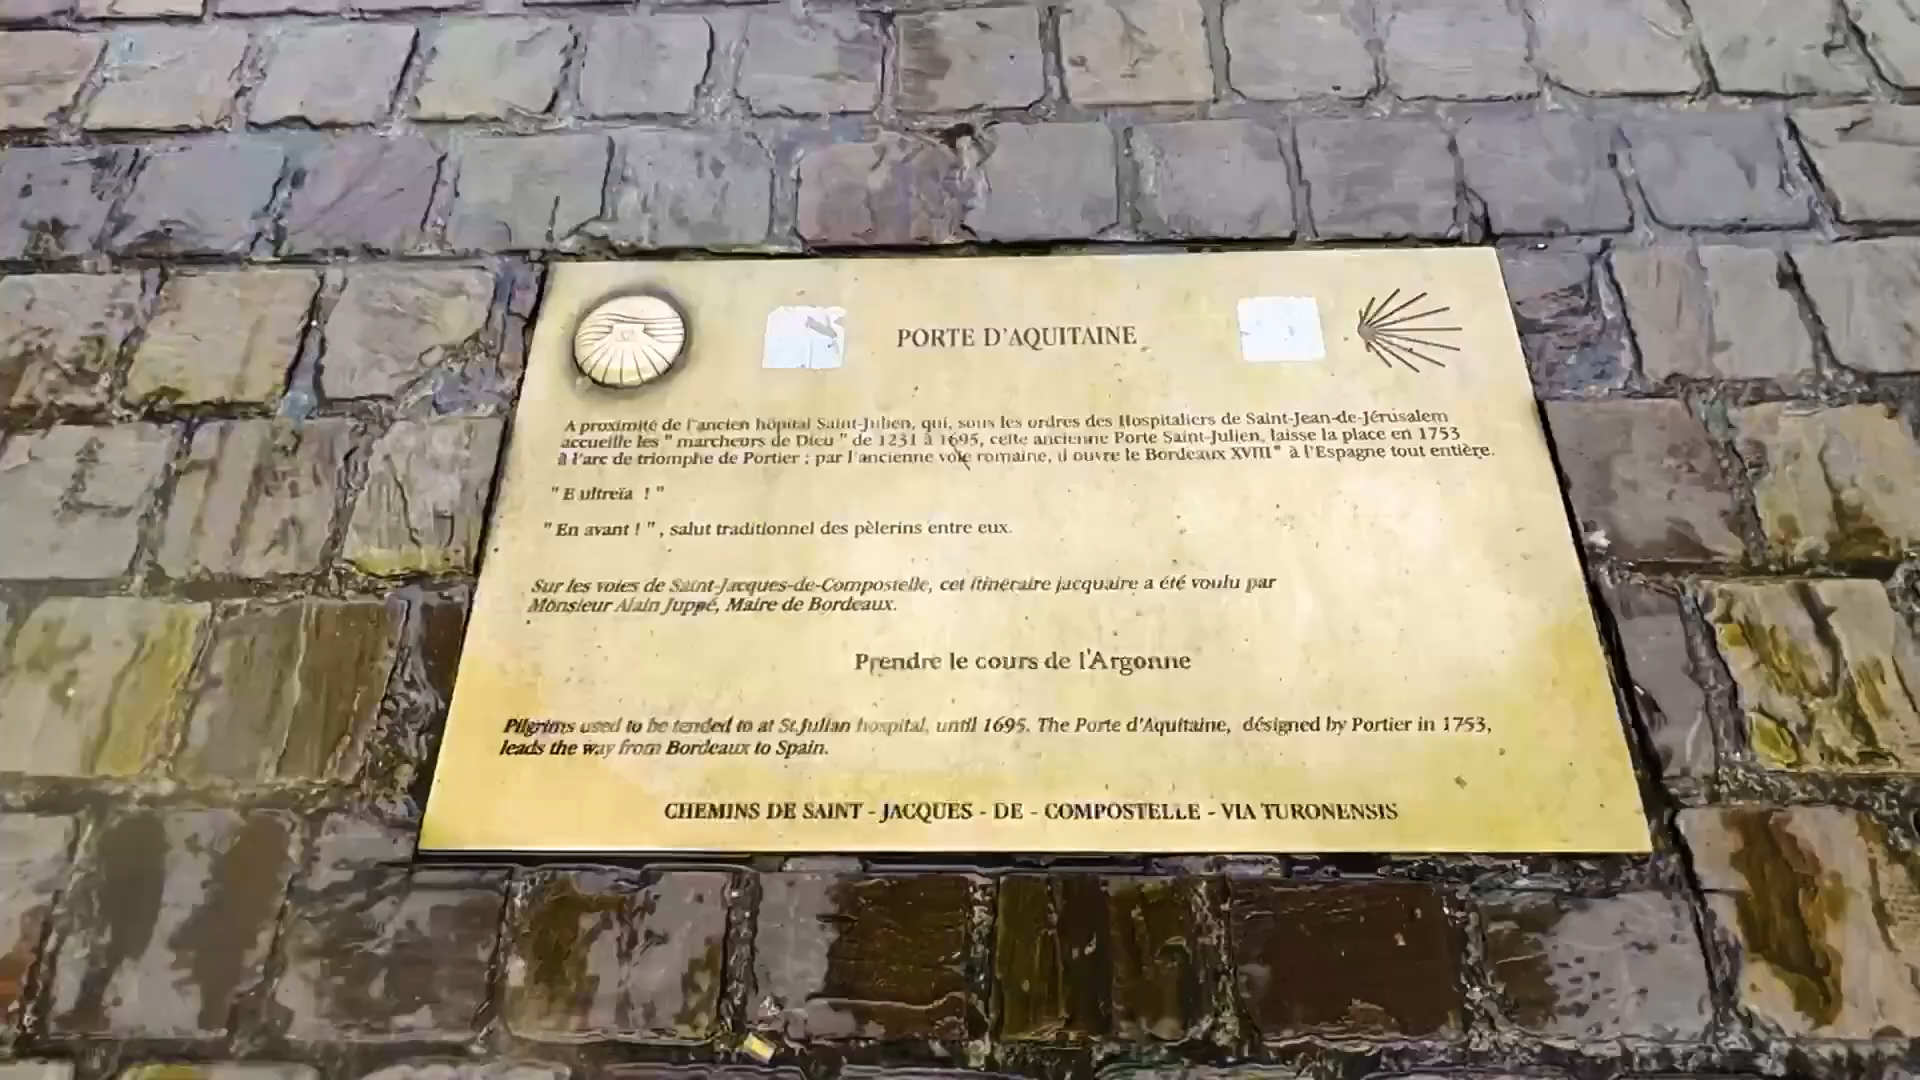 PORTE D'AQUITAINE
A proximité de l'ancien hôpital Saint-Julien, qui, sous les ordres des Hospitaliers de Saint-Jean-de-Jérusalem
accueille les " marcheurs de Dieu " de 1231 à 1695, cette ancienne Porte Saint-Julien, laisse la place en 1753
à l'arc de triomphe de Portier ; par l'ancienne voie romaine, il ouvre le Bordeaux XVIII° à l'Espagne tout entière.
" E ultreïa ! "
" En avant ! ", salut traditionnel des pèlerins entre eux.
Sur les voies de Saint-Jacques-de-Compostelle, cet itinéraire jacquaire a été voulu par
Monsieur Alain Juppé, Maire de Bordeaux.
Prendre le cours de l'Argonne
Pilgrims used to be tended to at St.Julian hospital, until 1695. The Porte d'Aquitaine, désigned by Portier in 1753,
leads the way from Bordeaux to Spain.
CHEMINS DE SAINT - JACQUES - DE - COMPOSTELLE - VIA TURONENSIS